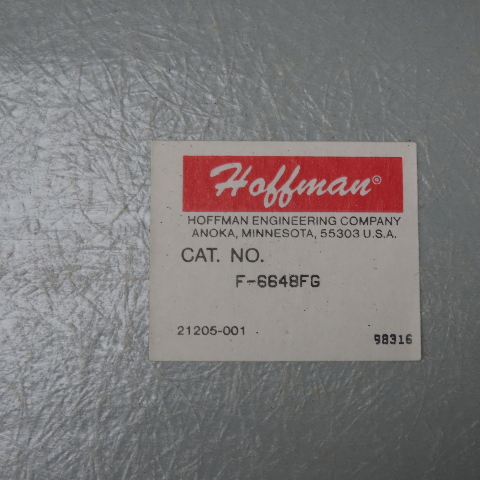 Hoffman®
HOFFMAN ENGINEERING COMPANY
ANOKA, MINNESOTA, 55303 U.S.A.
CAT. NO.
F-6648FG
21205-001
98316